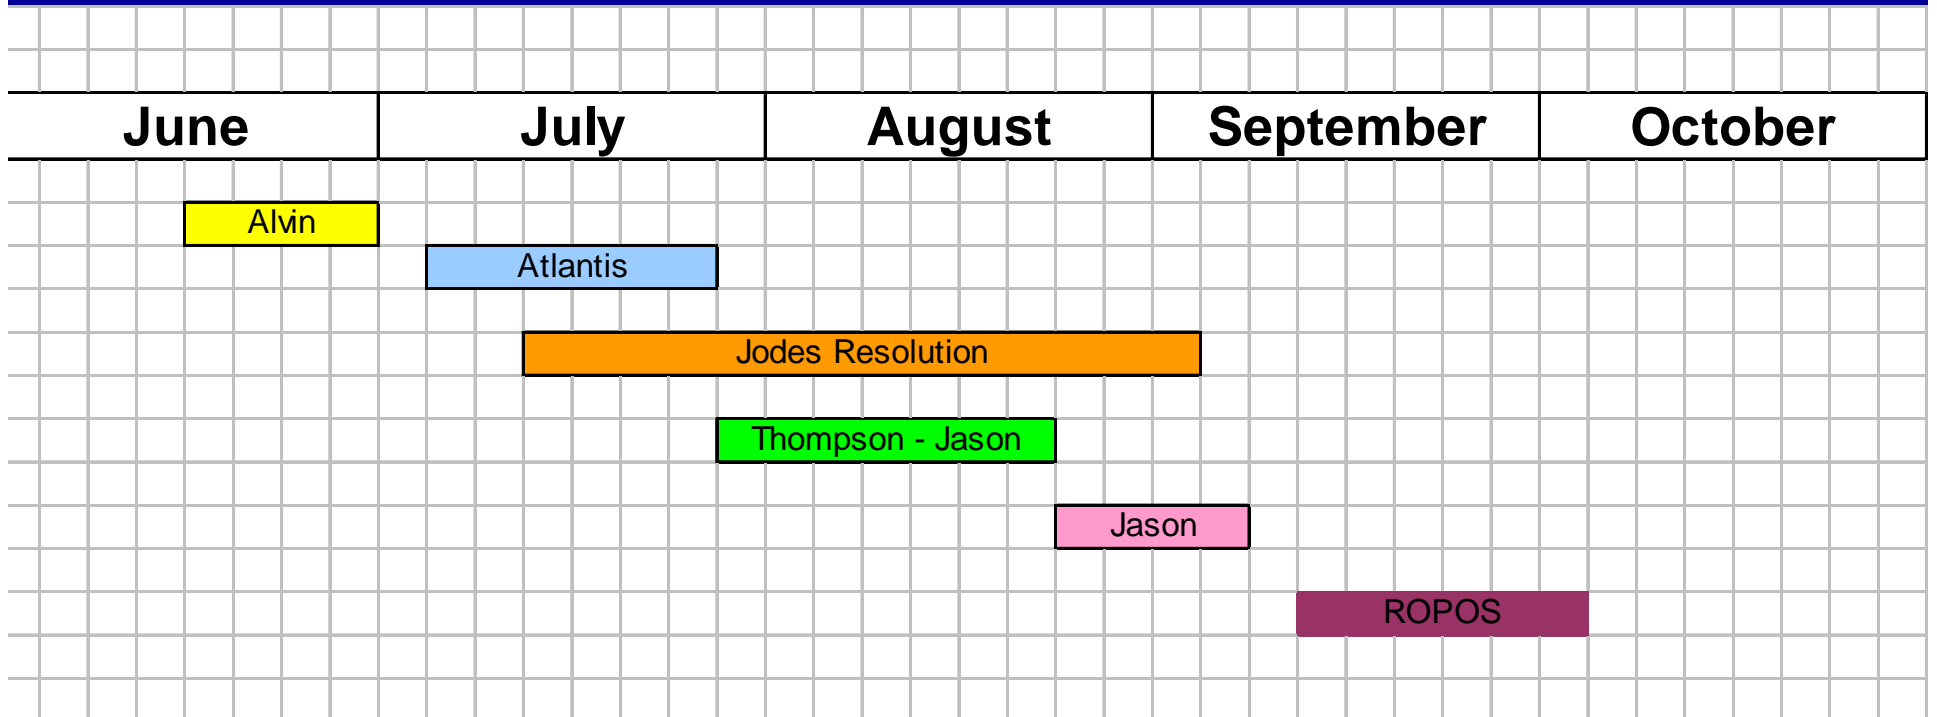 June July August September October
Alvin
Atlantis
Jodes Resolution
Thompson - Jason
Jason
ROPOS